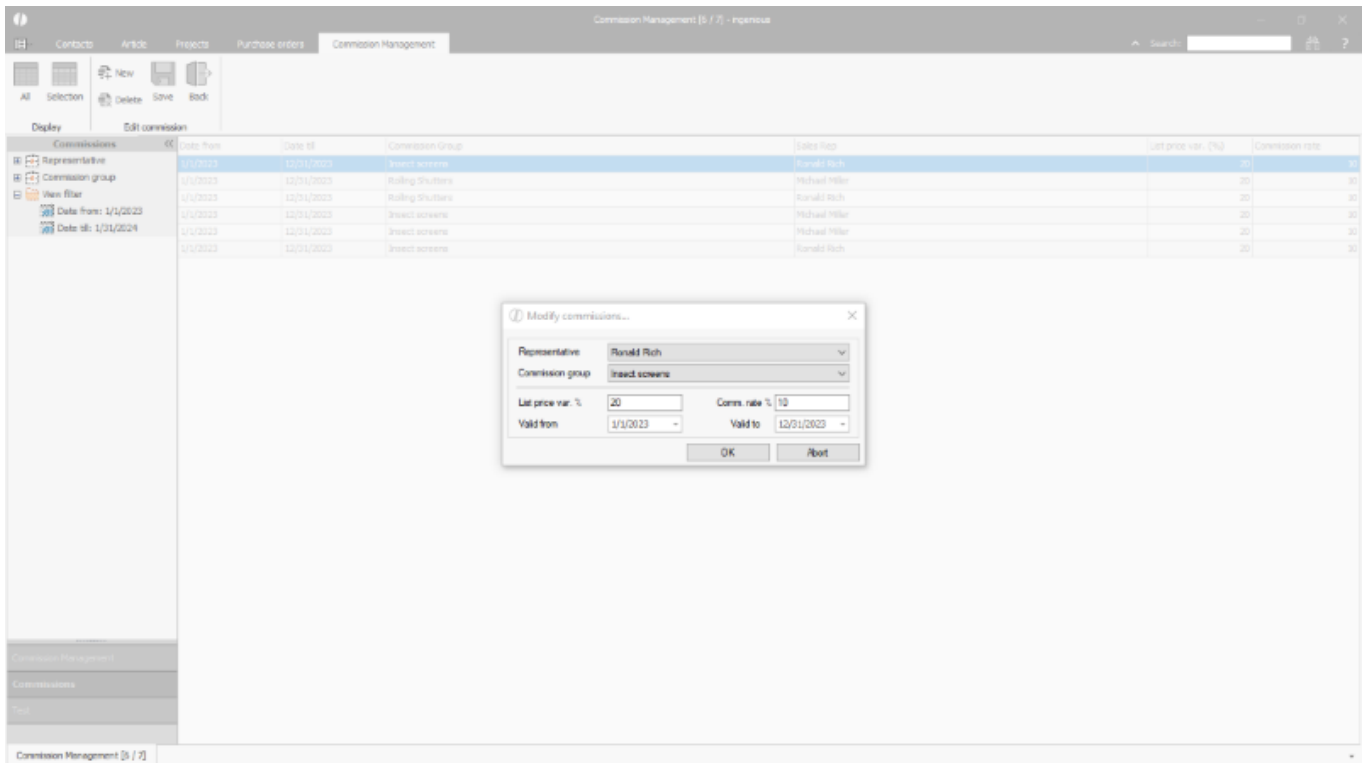 Commission Management [6 / 7] - ingenious
Contacts Article Projects Purchase orders Commission Management Search: ?
All Selection New Delete Save Back
Display Edit commission
Commissions
Representative
Commission group
View filter
Date from: 1/1/2023
Date till: 1/31/2024
Date from Date till Commission Group Sales Rep List price var. (%) Commission rate
1/1/2023 12/31/2023 Insect screens Ronald Rich 20 10
1/1/2023 12/31/2023 Rolling Shutters Michael Miller 20 10
1/1/2023 12/31/2023 Rolling Shutters Ronald Rich 20 10
1/1/2023 12/31/2023 Insect screens Michael Miller 20 10
1/1/2023 12/31/2023 Insect screens Michael Miller 20 10
1/1/2023 12/31/2023 Insect screens Ronald Rich 20 10
Modify commissions...
Representative Ronald Rich
Commission group Insect screens
List price var. % 20 Comm. rate % 10
Valid from 1/1/2023 Valid to 12/31/2023
OK Abort
Commission Management
Commissions
Commission Management [6 / 7]